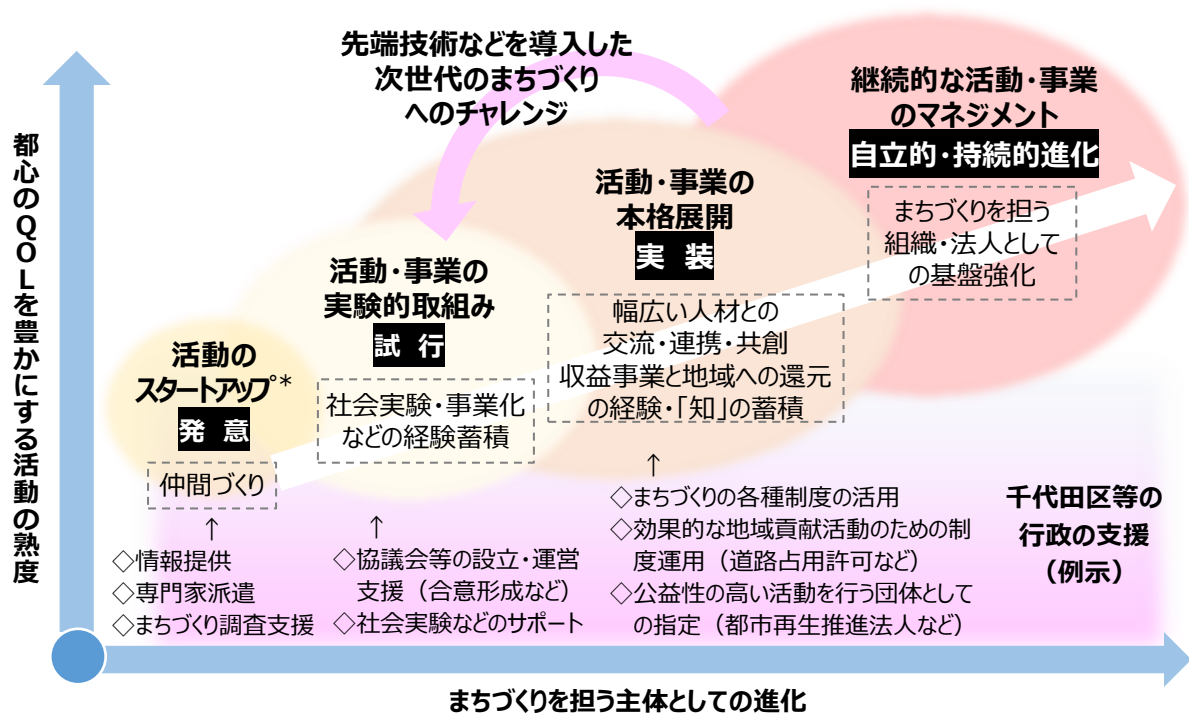 先端技術などを導入した
次世代のまちづくり
へのチャレンジ
継続的な活動・事業
のマネジメント
自立的・持続的進化
まちづくりを担う
組織・法人として
の基盤強化
活動・事業の
本格展開
実 装
幅広い人材との
交流・連携・共創
収益事業と地域への還元
の経験・「知」の蓄積
活動・事業の
実験的取組み
試 行
社会実験・事業化
などの経験蓄積
活動の
スタートアップ*
発 意
仲間づくり
↑
◇情報提供
◇専門家派遣
◇まちづくり調査支援
↑
◇協議会等の設立・運営
支援（合意形成など）
◇社会実験などのサポート
↑
◇まちづくりの各種制度の活用
◇効果的な地域貢献活動のための制
度運用（道路占用許可など）
◇公益性の高い活動を行う団体として
の指定（都市再生推進法人など）
千代田区等の
行政の支援
（例示）
都心のQOLを豊かにする活動の熟度
まちづくりを担う主体としての進化